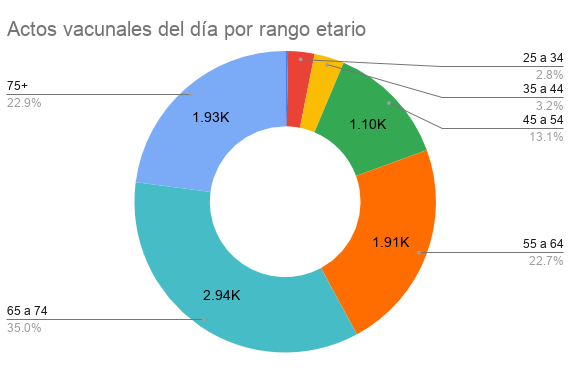 Actos vacunales del día por rango etario
25 a 34
2.8%
35 a 44
3.2%
45 a 54
13.1%
55 a 64
22.7%
65 a 74
35.0%
75+
22.9%
1.93K
1.10K
1.91K
2.94K